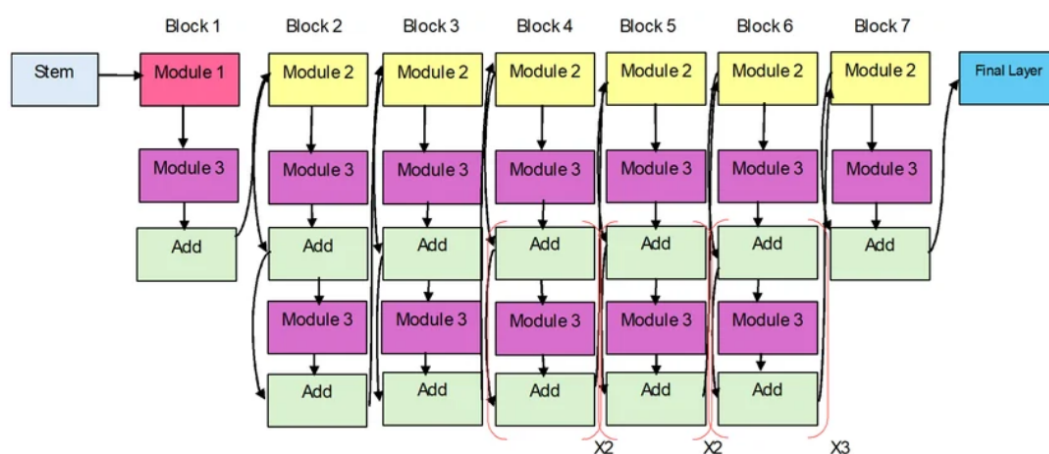 Block 1 Block 2 Block 3 Block 4 Block 5 Block 6 Block 7
Stem Module 1 Module 2 Module 2 Module 2 Module 2 Module 2 Module 2 Final Layer
Module 3 Module 3 Module 3 Module 3 Module 3 Module 3 Module 3
Add Add Add Add Add Add Add
Module 3 Module 3 Module 3 Module 3 Module 3
Add Add Add Add Add
X2 X2 X3